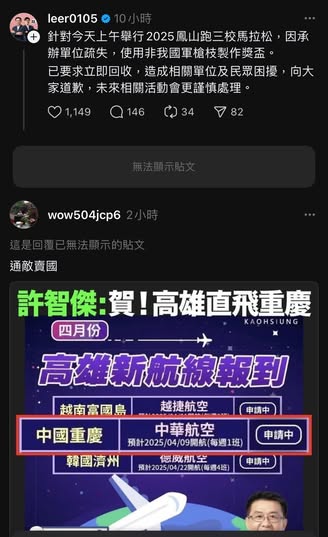 leer0105 10小時
針對今天上午舉行2025鳳山跑三校馬拉松，因承
辦單位疏失，使用非我國軍槍枝製作獎盃。
已要求立即回收，造成相關單位及民眾困擾，向大
家道歉，未來相關活動會更謹慎處理。
1,149 146 34 82
無法顯示貼文
wow504jcp6 2小時
這是回覆已無法顯示的貼文
通敵賣國
許智傑:賀!高雄直飛重慶
KAOHSIUNG
四月份
高雄新航線報到
越南富國島 越捷航空 申請中
中國重慶 中華航空 申請中
預計2025/04/09開航(每週1班)
韓國濟州 德威航空 申請中
預計2025/04/22開航(每週4班)